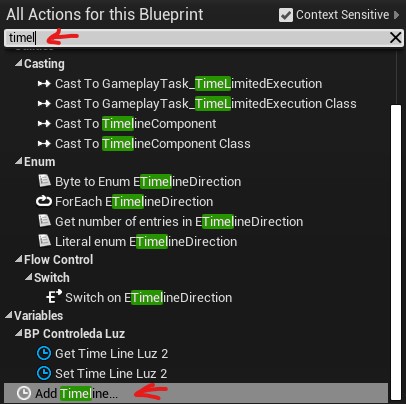 All Actions for this Blueprint Context Sensitive
timel
Casting
Cast To GameplayTask_TimeLimitedExecution
Cast To GameplayTask_TimeLimitedExecution Class
Cast To TimelineComponent
Cast To TimelineComponent Class
Enum
Byte to Enum ETimelineDirection
ForEach ETimelineDirection
Get number of entries in ETimelineDirection
Literal enum ETimelineDirection
Flow Control
Switch
Switch on ETimelineDirection
Variables
BP Controleda Luz
Get Time Line Luz 2
Set Time Line Luz 2
Add Timeline...